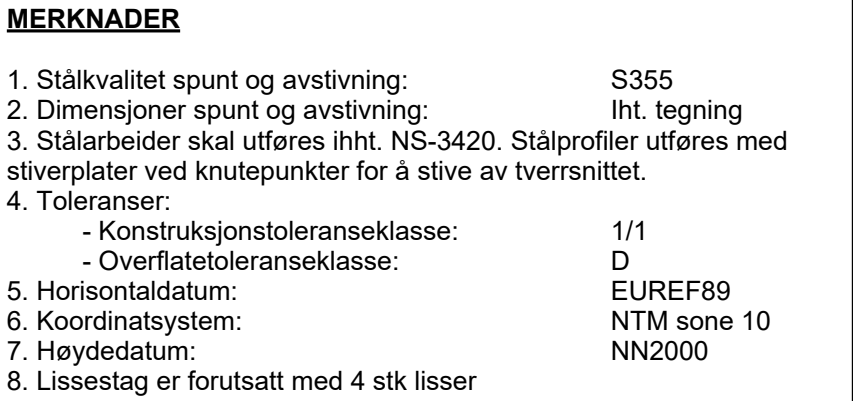 MERKNADER
1. Stålkvalitet spunt og avstivning: S355
2. Dimensjoner spunt og avstivning: Iht. tegning
3. Stålarbeider skal utføres ihht. NS-3420. Stålprofiler utføres med
stiverplater ved knutepunkter for å stive av tverrsnittet.
4. Toleranser:
- Konstruksjonstoleranseklasse: 1/1
- Overflatetoleranseklasse: D
5. Horisontaldatum: EUREF89
6. Koordinatsystem: NTM sone 10
7. Høydedatum: NN2000
8. Lissestag er forutsatt med 4 stk lisser